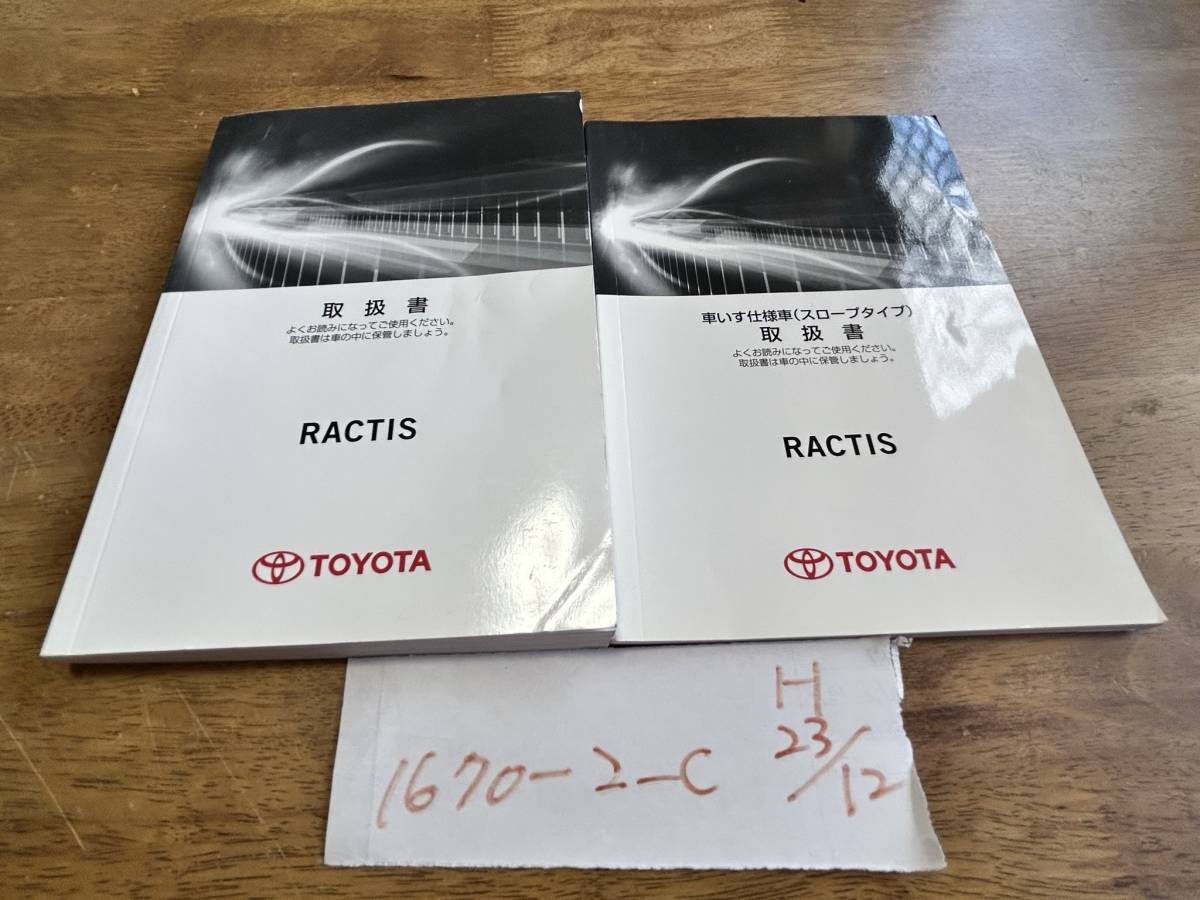 取扱書
よくお読みになってご使用ください。
取扱書は車の中に保管しましょう。
RACTIS
TOYOTA
車いす仕様車(スロープタイプ)
取扱書
よくお読みになってご使用ください。
取扱書は車の中に保管しましょう。
RACTIS
TOYOTA
H
23/12
1670-2-C